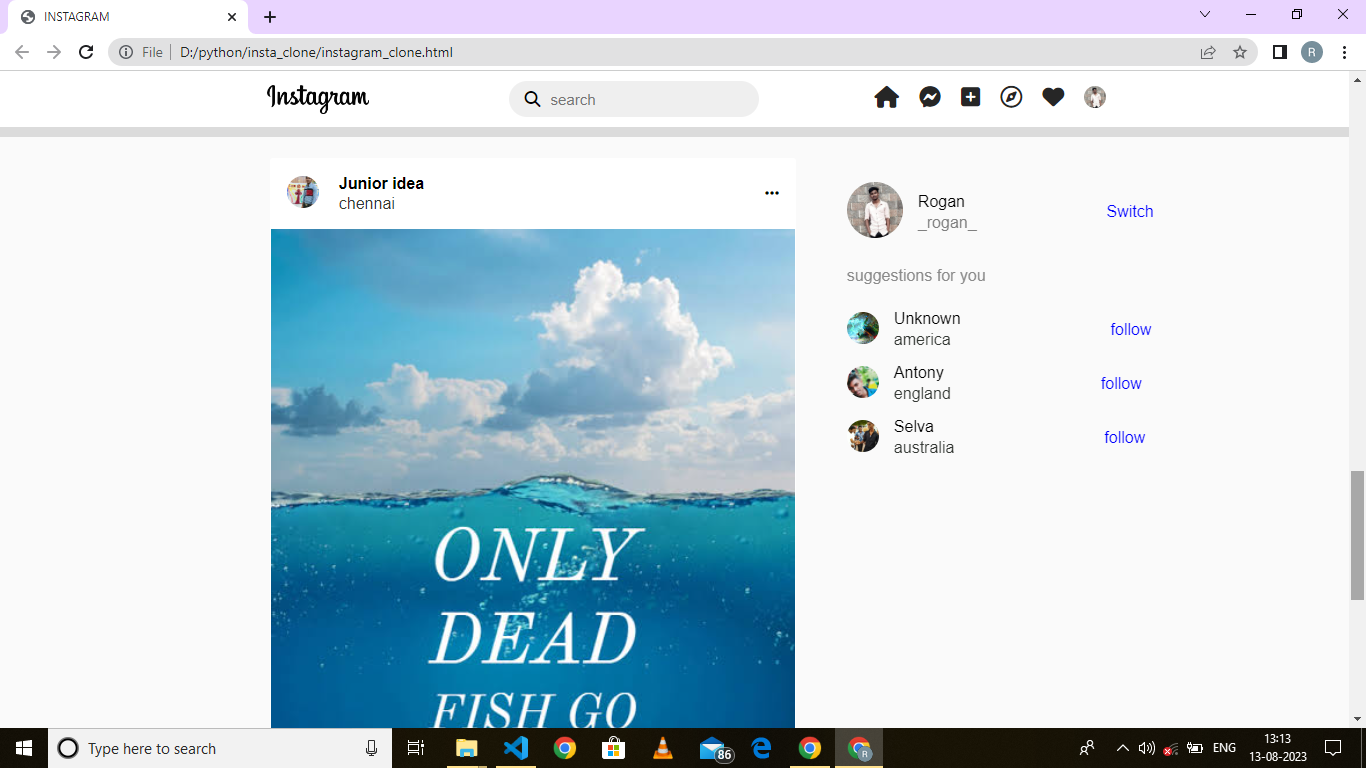 INSTAGRAM
File D:/python/insta_clone/instagram_clone.html
R
Instagram
search
Junior idea
chennai
ONLY
DEAD
FISH GO
Rogan
_rogan_
Switch
suggestions for you
Unknown
america
follow
Antony
england
follow
Selva
australia
follow
Type here to search
86
R
ENG
13:13
13-08-2023